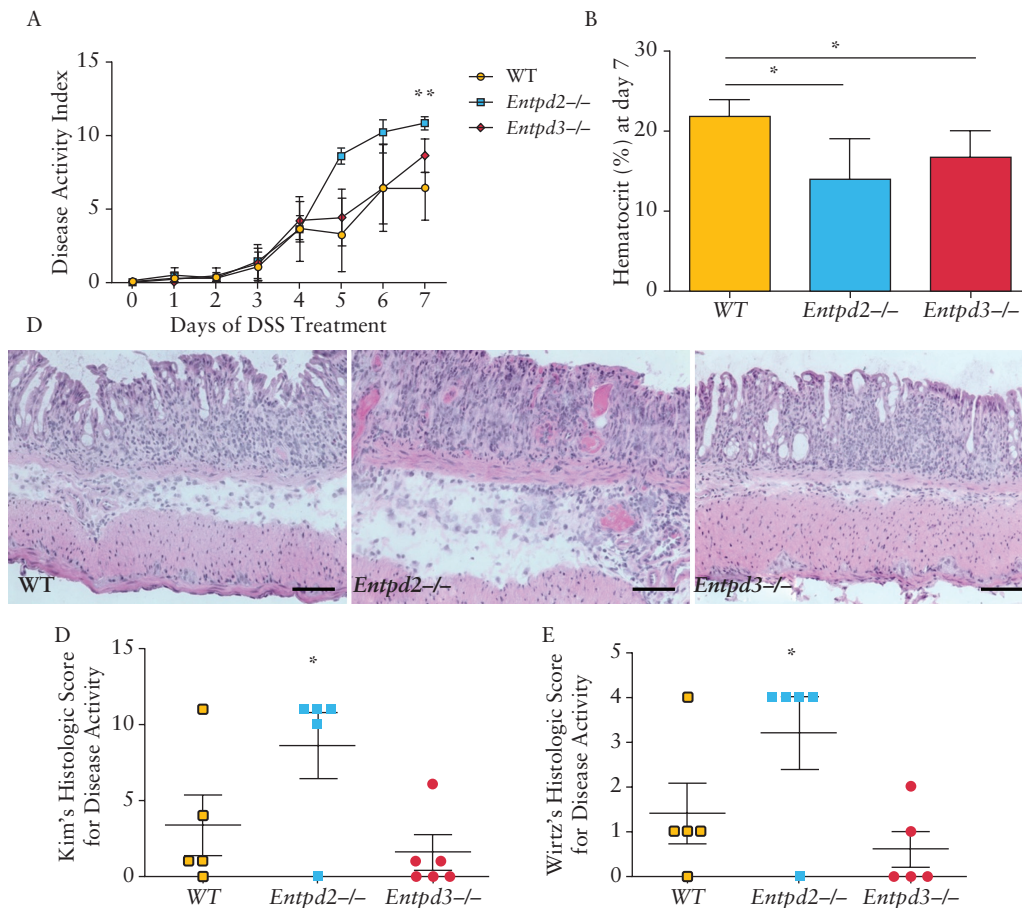 A
Disease Activity Index
15
10
5
0
0 1 2 3 4 5 6 7
Days of DSS Treatment
**
WT
Entpd2–/–
Entpd3–/–
B
Hematocrit (%) at day 7
30
20
10
0
*
*
WT Entpd2–/– Entpd3–/–
D
WT
Entpd2–/–
Entpd3–/–
D
Kim's Histologic Score
for Disease Activity
15
10
5
0
*
WT Entpd2–/– Entpd3–/–
E
Wirtz's Histologic Score
for Disease Activity
5
4
3
2
1
0
*
WT Entpd2–/– Entpd3–/–